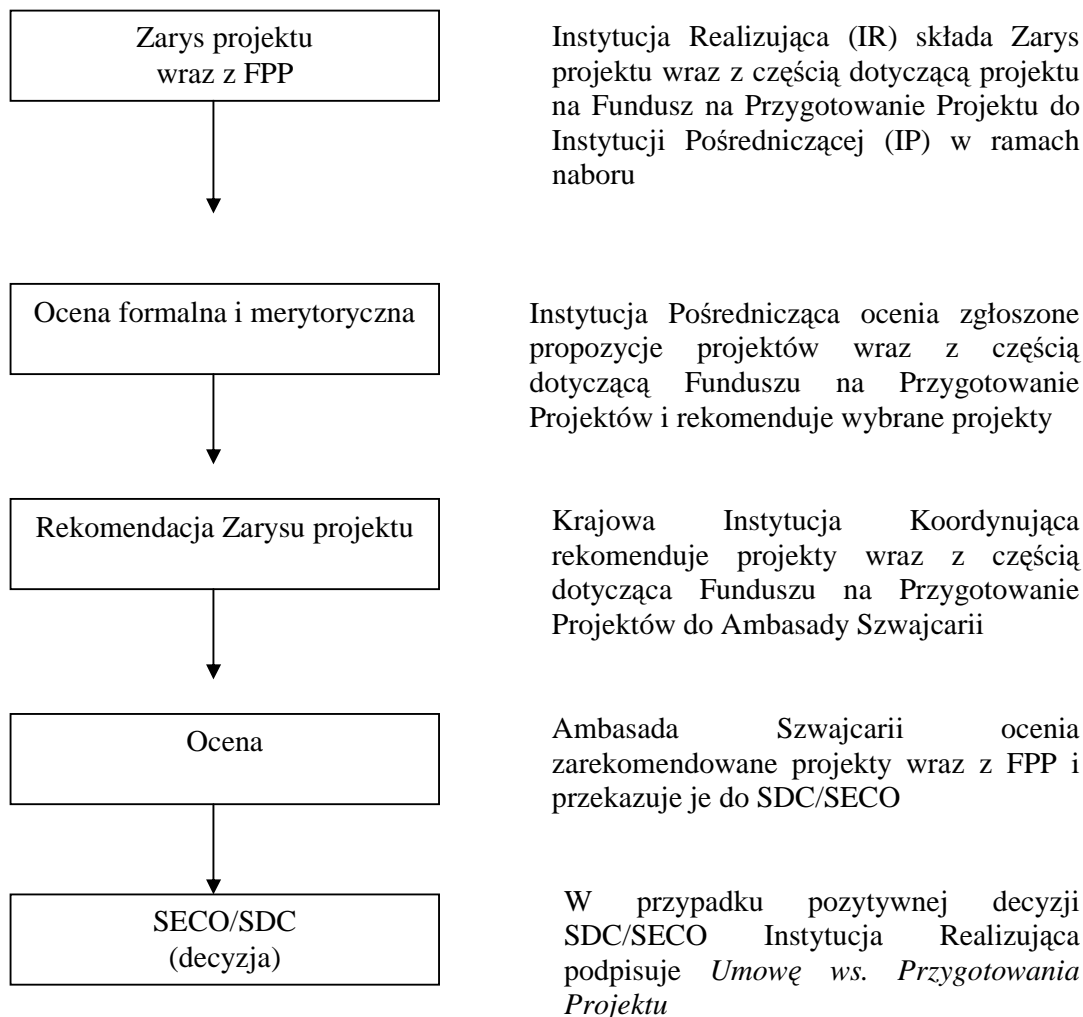 Zarys projektu
wraz z FPP
Instytucja Realizująca (IR) składa Zarys
projektu wraz z częścią dotyczącą projektu
na Fundusz na Przygotowanie Projektu do
Instytucji Pośredniczącej (IP) w ramach
naboru
Ocena formalna i merytoryczna
Instytucja Pośrednicząca ocenia zgłoszone
propozycje projektów wraz z częścią
dotyczącą Funduszu na Przygotowanie
Projektów i rekomenduje wybrane projekty
Rekomendacja Zarysu projektu
Krajowa Instytucja Koordynująca
rekomenduje projekty wraz z częścią
dotycząca Funduszu na Przygotowanie
Projektów do Ambasady Szwajcarii
Ocena
Ambasada Szwajcarii ocenia
zarekomendowane projekty wraz z FPP i
przekazuje je do SDC/SECO
SECO/SDC
(decyzja)
W przypadku pozytywnej decyzji
SDC/SECO Instytucja Realizująca
podpisuje Umowę ws. Przygotowania
Projektu